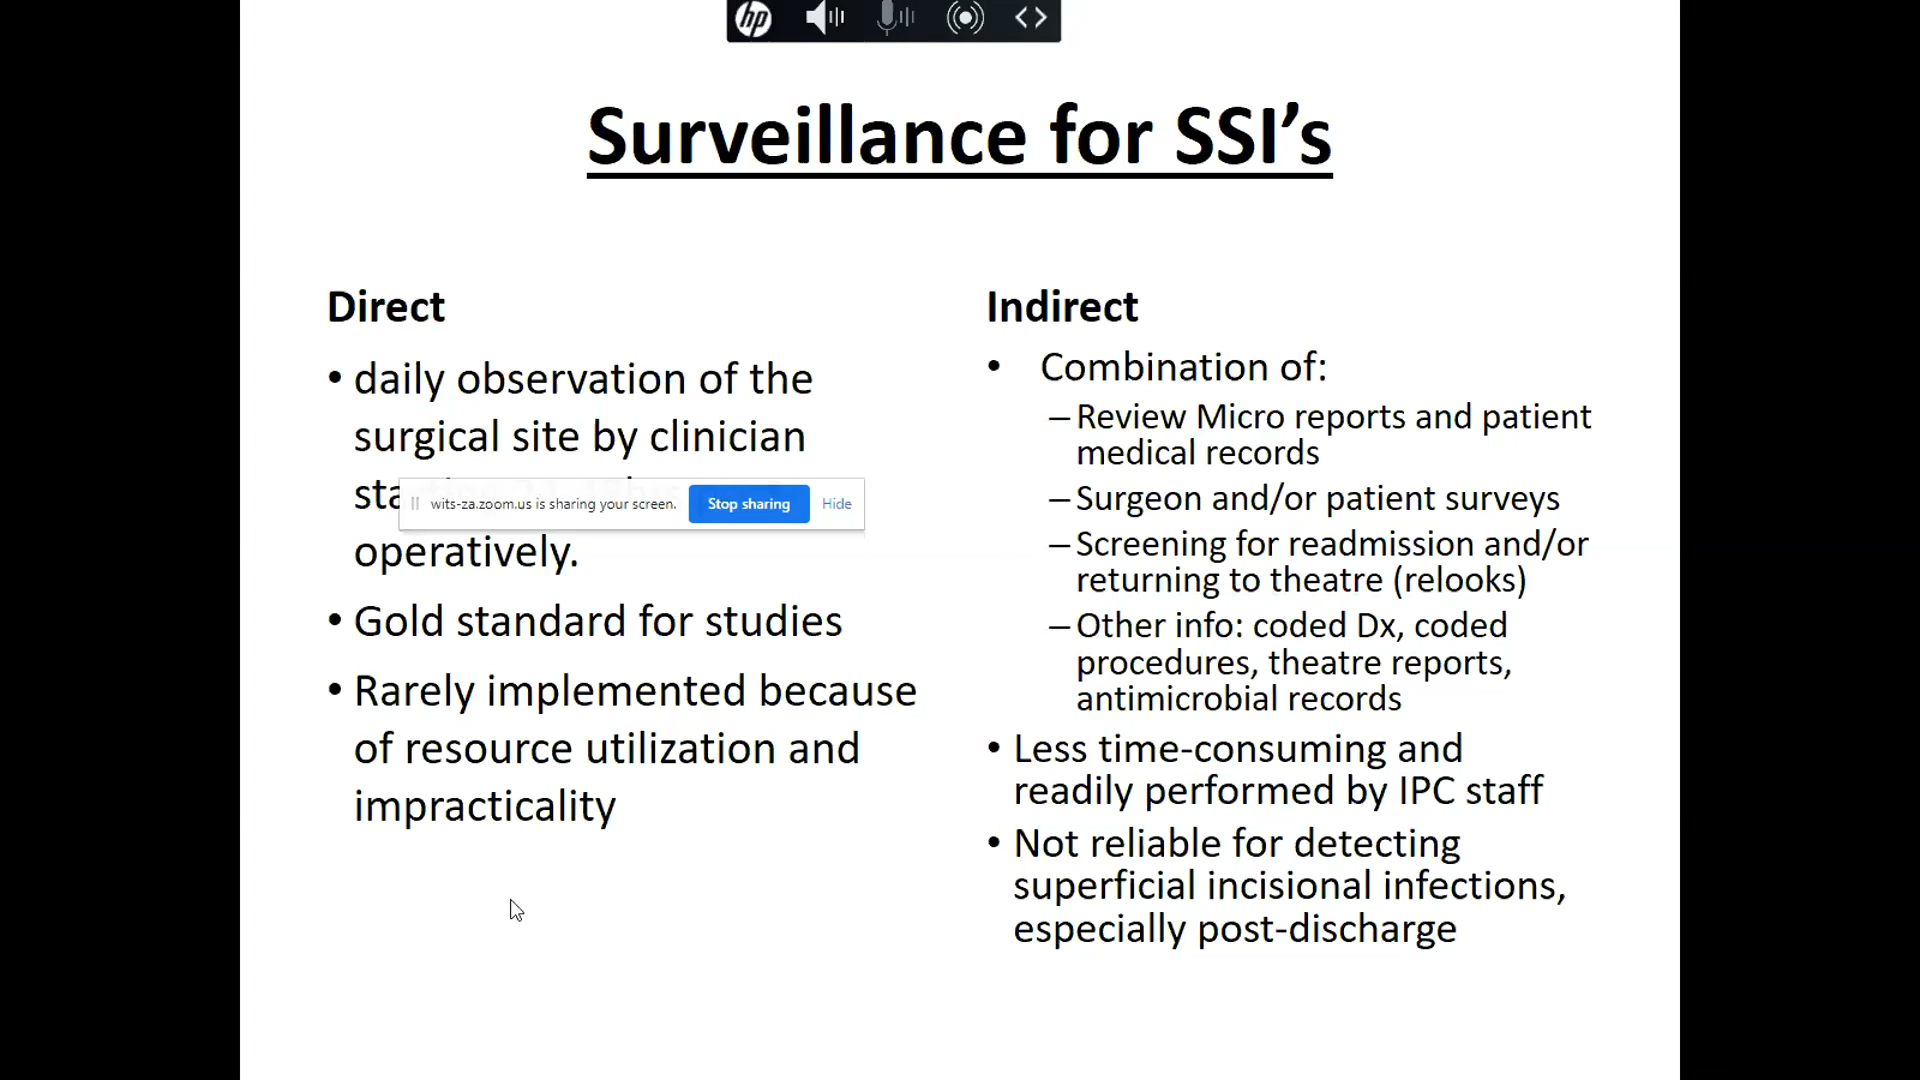 hp
Surveillance for SSI’s
Direct
• daily observation of the
surgical site by clinician
operatively.
• Gold standard for studies
• Rarely implemented because
of resource utilization and
impracticality
wits-za.zoom.us is sharing your screen.
Stop sharing
Hide
Indirect
• Combination of:
– Review Micro reports and patient
medical records
– Surgeon and/or patient surveys
– Screening for readmission and/or
returning to theatre (relooks)
– Other info: coded Dx, coded
procedures, theatre reports,
antimicrobial records
• Less time-consuming and
readily performed by IPC staff
• Not reliable for detecting
superficial incisional infections,
especially post-discharge